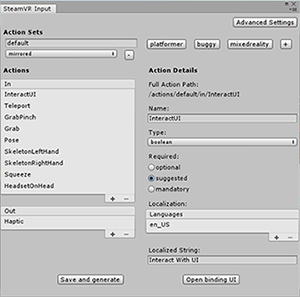 SteamVR Input
Advanced Settings
Action Sets
default
platformer
buggy
mixedreality
+
mirrored
-
Actions
In
InteractUI
Teleport
GrabPinch
Grab
Pose
SkeletonLeftHand
SkeletonRightHand
Squeeze
HeadsetOnHead
+ -
Out
Haptic
+ -
Action Details
Full Action Path:
/actions/default/in/InteractUI
Name:
InteractUI
Type:
boolean
Required:
optional
suggested
mandatory
Localization:
Languages
en_US
+ -
Localized String:
Interact With UI
Save and generate
Open binding UI